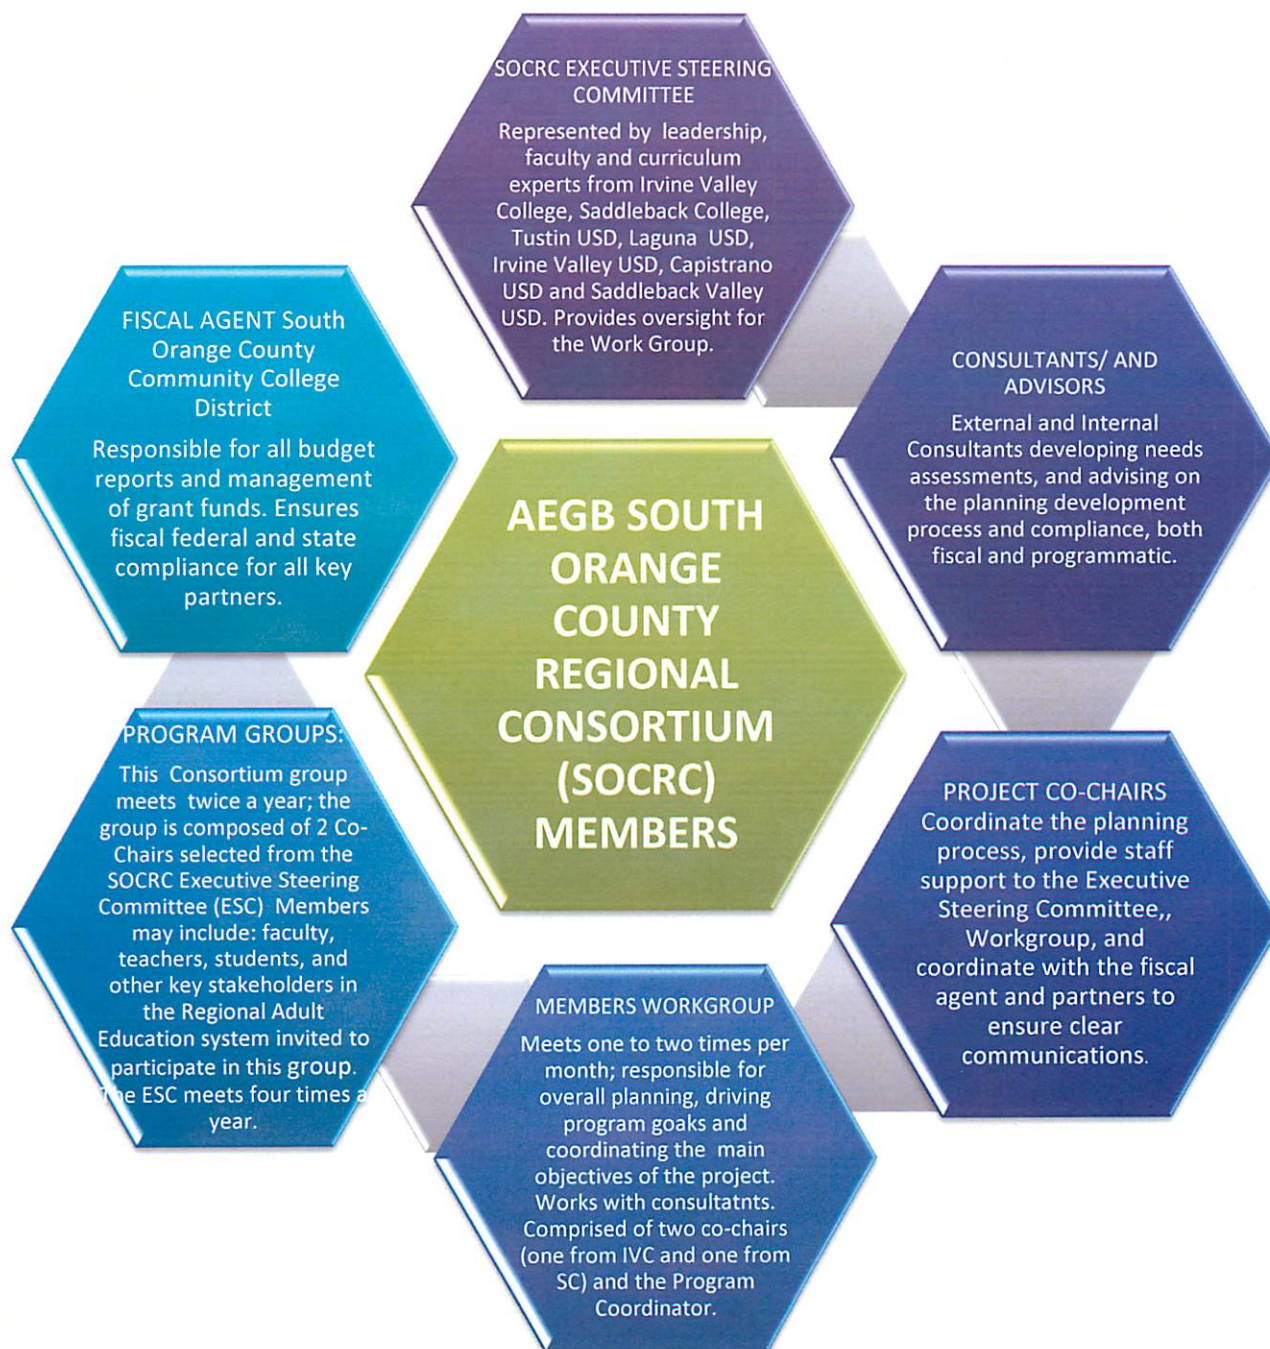 SOCRC EXECUTIVE STEERING
COMMITTEE
Represented by leadership,
faculty and curriculum
experts from Irvine Valley
College, Saddleback College,
Tustin USD, Laguna USD,
Irvine Valley USD, Capistrano
USD and Saddleback Valley
USD. Provides oversight for
the Work Group.
CONSULTANTS/ AND
ADVISORS
External and Internal
Consultants developing needs
assessments, and advising on
the planning development
process and compliance, both
fiscal and programmatic.
PROJECT CO-CHAIRS
Coordinate the planning
process, provide staff
support to the Executive
Steering Committee,,
Workgroup, and
coordinate with the fiscal
agent and partners to
ensure clear
communications.
MEMBERS WORKGROUP
Meets one to two times per
month; responsible for
overall planning, driving
program goaks and
coordinating the main
objectives of the project.
Works with consultatnts.
Comprised of two co-chairs
(one from IVC and one from
SC) and the Program
Coordinator.
PROGRAM GROUPS:
This Consortium group
meets twice a year; the
group is composed of 2 Co-
Chairs selected from the
SOCRC Executive Steering
Committee (ESC) Members
may include: faculty,
teachers, students, and
other key stakeholders in
the Regional Adult
Education system invited to
participate in this group.
The ESC meets four times a
year.
FISCAL AGENT South
Orange County
Community College
District
Responsible for all budget
reports and management
of grant funds. Ensures
fiscal federal and state
compliance for all key
partners.
AEGB SOUTH
ORANGE
COUNTY
REGIONAL
CONSORTIUM
(SOCRC)
MEMBERS